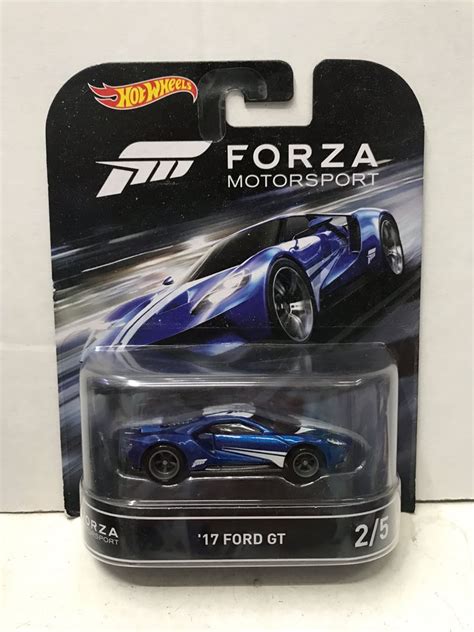 Hot Wheels
FORZA
MOTORSPORT
FORZA
MOTORSPORT
'17 FORD GT
2/5